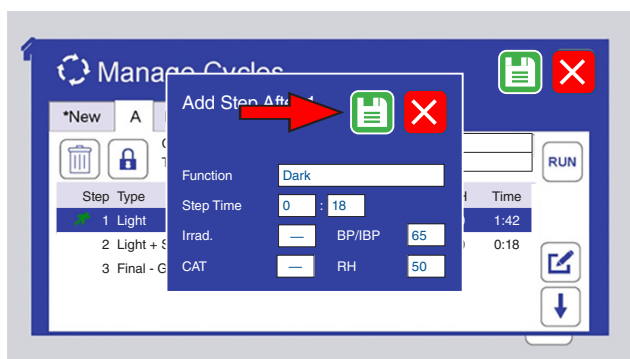 Manage Cycles
*New A
Add Step After 1
RUN
Function Dark
Step Type Time
Step Time 0 : 18
1 Light 1:42
Irrad. — BP/IBP 65
2 Light + 0:18
3 Final -
CAT — RH 50